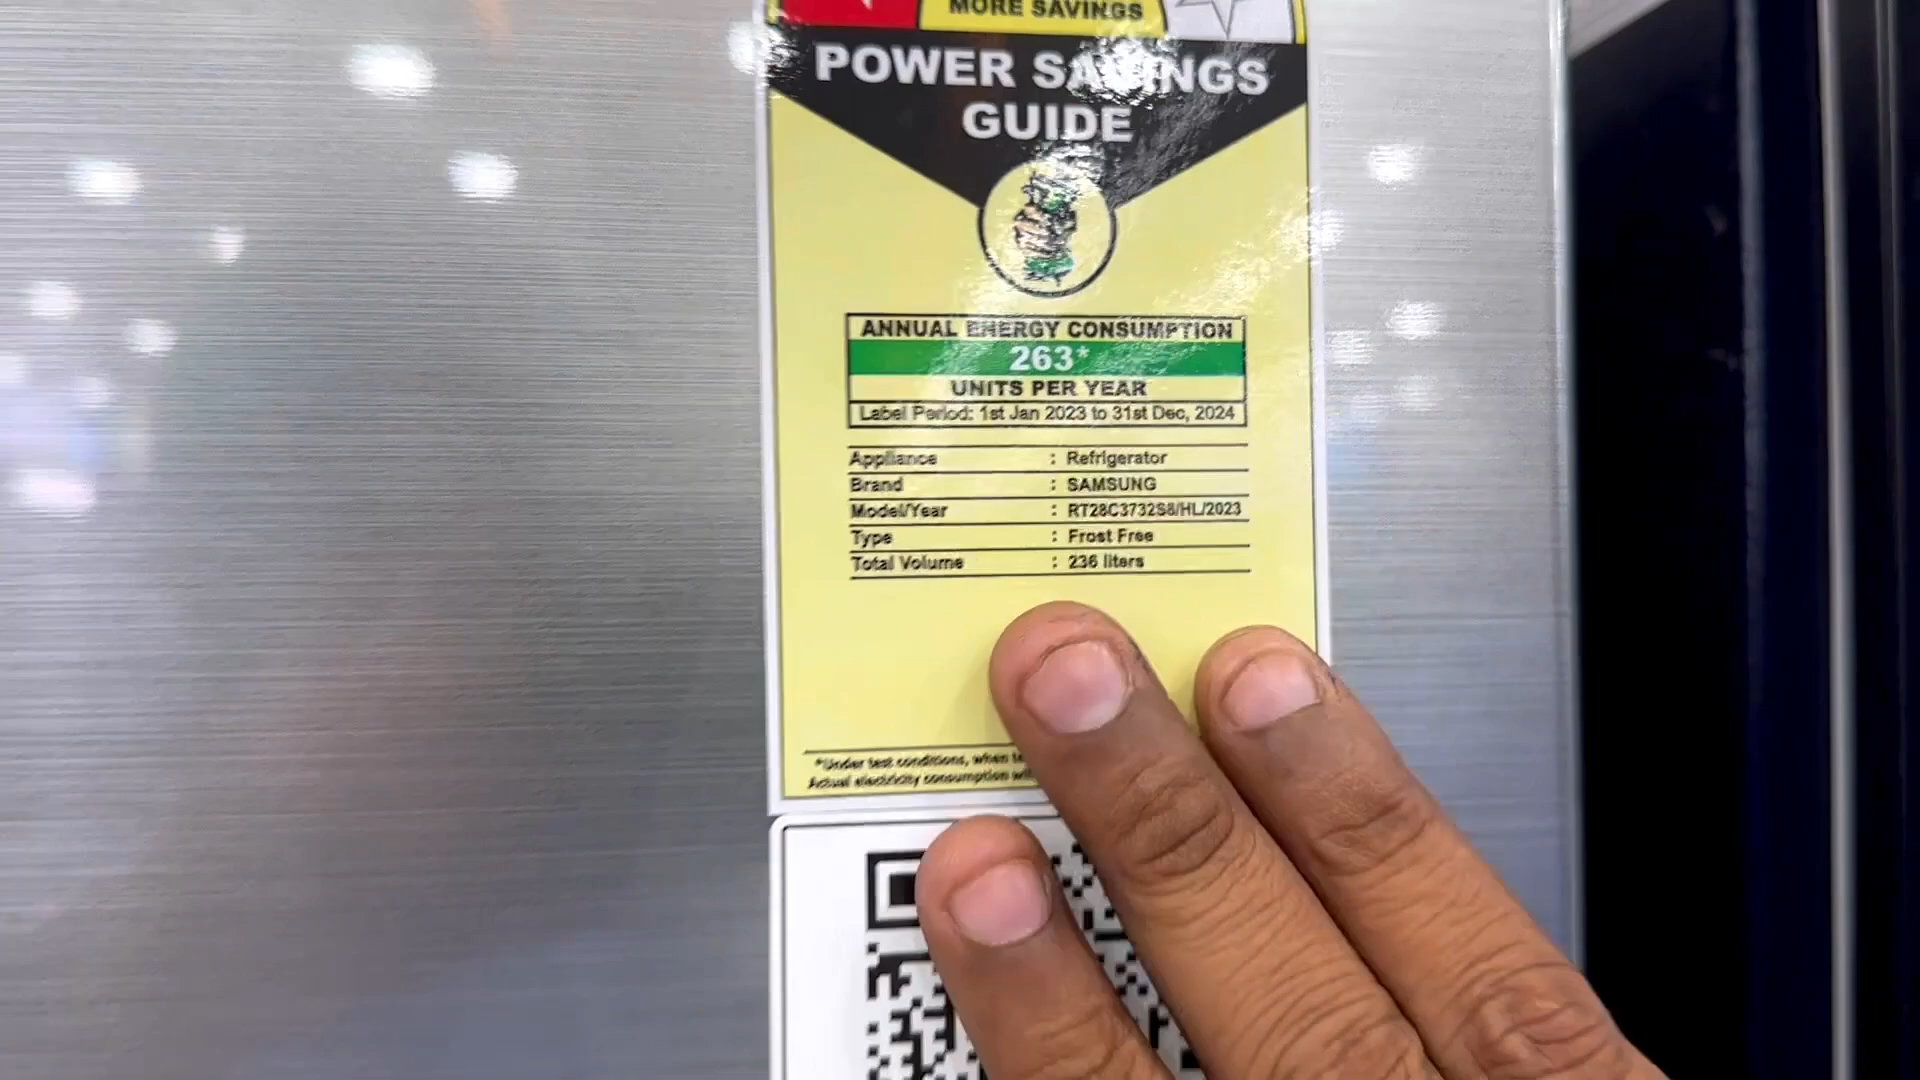 MORE SAVINGS
POWER SAVINGS
GUIDE
ANNUAL ENERGY CONSUMPTION
263*
UNITS PER YEAR
Label Period: 1st Jan 2023 to 31st Dec, 2024
Appliance : Refrigerator
Brand : SAMSUNG
Model/Year : RT28C3732S8/HL/2023
Type : Frost Free
Total Volume : 236 liters
*Under test conditions, when
Actual electricity consumption